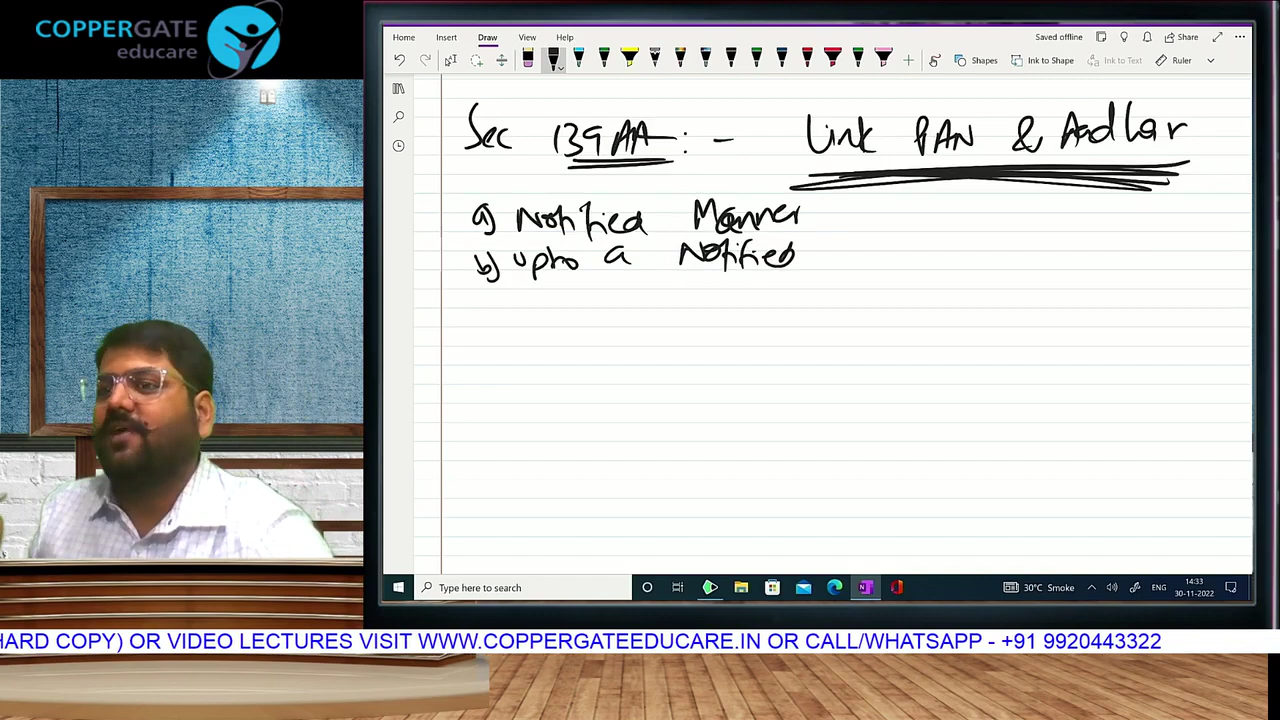 COPPERGATE
educare
Home Insert Draw View Help
Saved offline Share
Shapes Ink to Shape Ink to Text Ruler
Sec 139AA:- Link PAN & Aadhar
a) Notified Manner
b) upto a Notified
Type here to search
30°C Smoke ENG 14:33
30-11-2022
HARD COPY) OR VIDEO LECTURES VISIT WWW.COPPERGATEEDUCARE.IN OR CALL/WHATSAPP - +91 9920443322